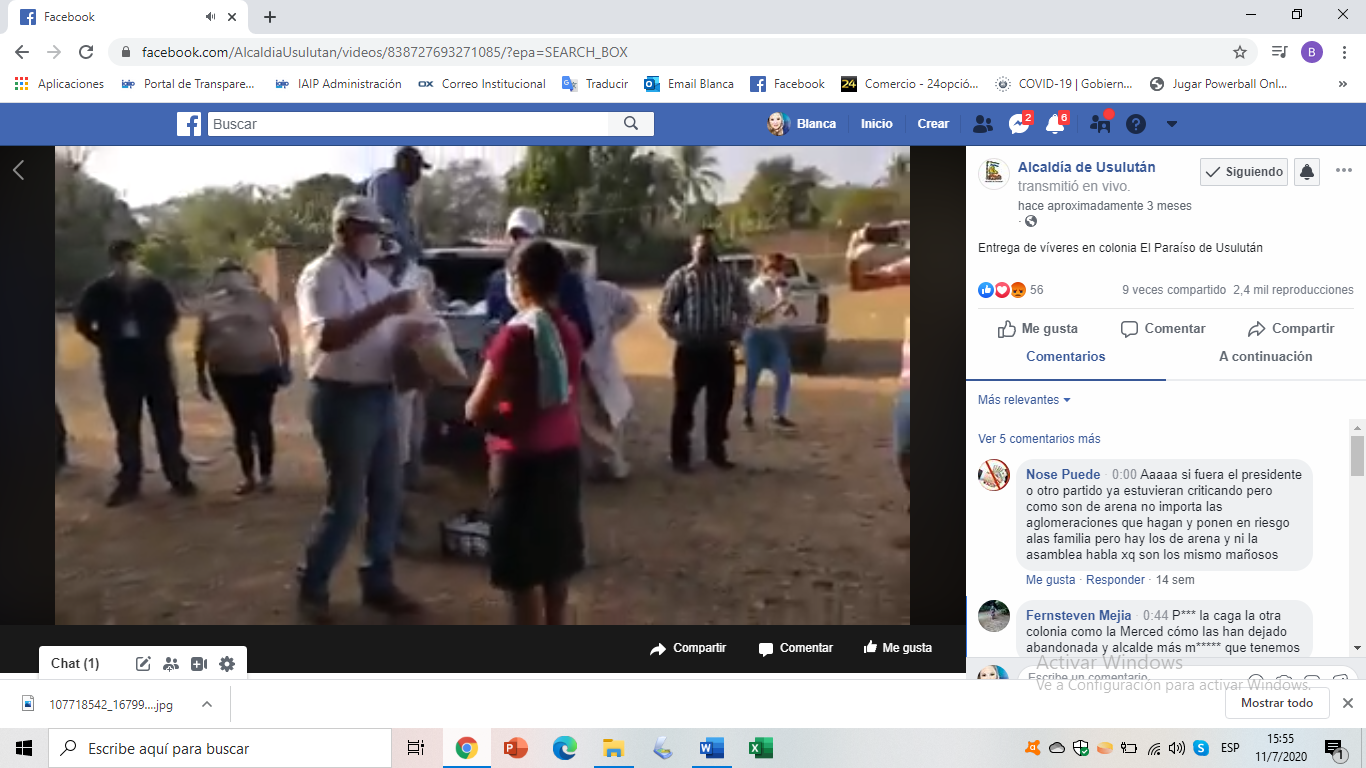 Facebook
facebook.com/AlcaldiaUsulutan/videos/838727693271085/?epa=SEARCH_BOX
B
Aplicaciones
Portal de Transpare...
IAIP Administración
Correo Institucional
Traducir
Email Blanca
Facebook
24
Comercio - 24opció...
COVID-19 | Gobiern...
Jugar Powerball Onl...
»
Buscar
Blanca
Inicio
Crear
2
6
Alcaldía de Usulután
transmitió en vivo.
hace aproximadamente 3 meses
·
Siguiendo
Entrega de víveres en colonia El Paraíso de Usulután
56
9 veces compartido 2,4 mil reproducciones
Me gusta
Comentar
Compartir
Comentarios
A continuación
Más relevantes
Ver 5 comentarios más
Nose Puede · 0:00 Aaaaa si fuera el presidente
o otro partido ya estuvieran criticando pero
como son de arena no importa las
aglomeraciones que hagan y ponen en riesgo
alas familia pero hay los de arena y ni la
asamblea habla xq son los mismo mañosos
Me gusta · Responder · 14 sem
Fernsteven Mejia · 0:44 P*** la caga la otra
colonia como la Merced cómo las han dejado
abandonada y alcalde más m***** que tenemos
Escribe un comentario...
Activar Windows
Ve a Configuración para activar Windows.
Compartir
Comentar
Me gusta
Chat (1)
107718542_16799....jpg
Mostrar todo
Escribe aquí para buscar
ESP
15:55
11/7/2020
1